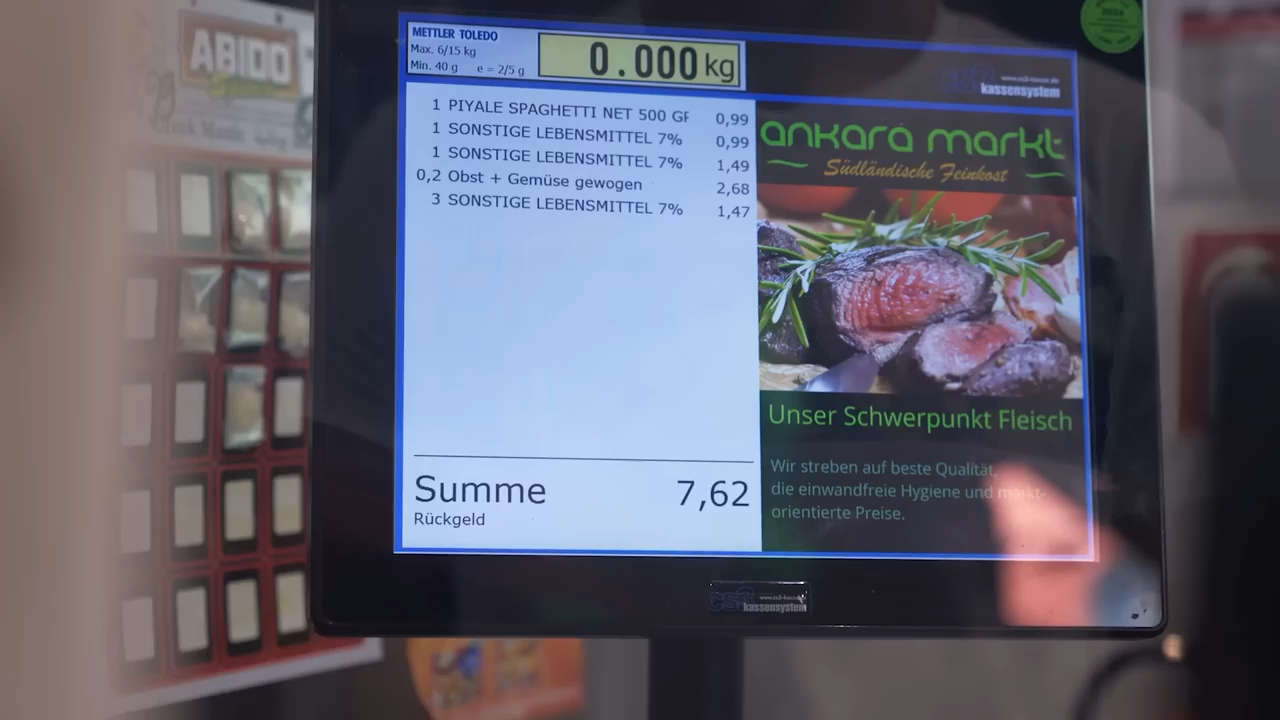 ABIDO
METTLER TOLEDO
Max. 6/15 kg
Min. 40 g e = 2/5 g
0.000 kg
kassensystem
1 PIYALE SPAGHETTI NET 500 GR 0,99
1 SONSTIGE LEBENSMITTEL 7% 0,99
1 SONSTIGE LEBENSMITTEL 7% 1,49
0,2 Obst + Gemüse gewogen 2,68
3 SONSTIGE LEBENSMITTEL 7% 1,47
Summe 7,62
Rückgeld
ankara markt
Südländische Feinkost
Unser Schwerpunkt Fleisch
Wir streben auf beste Qualität,
die einwandfreie Hygiene und markt-
orientierte Preise.
kassensystem